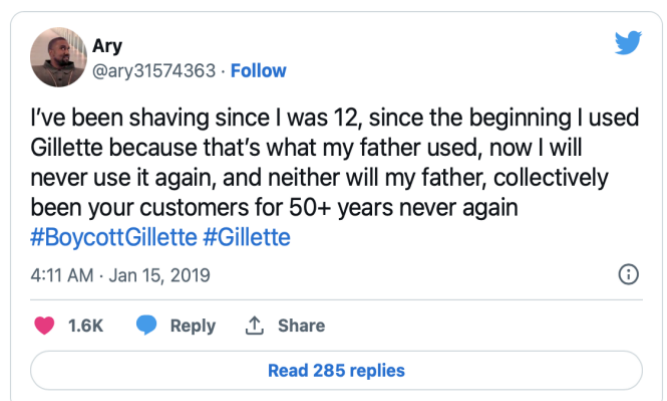 Ary
@ary31574363 · Follow
I've been shaving since I was 12, since the beginning I used
Gillette because that's what my father used, now I will
never use it again, and neither will my father, collectively
been your customers for 50+ years never again
#BoycottGillette #Gillette
4:11 AM · Jan 15, 2019
1.6K Reply Share
Read 285 replies